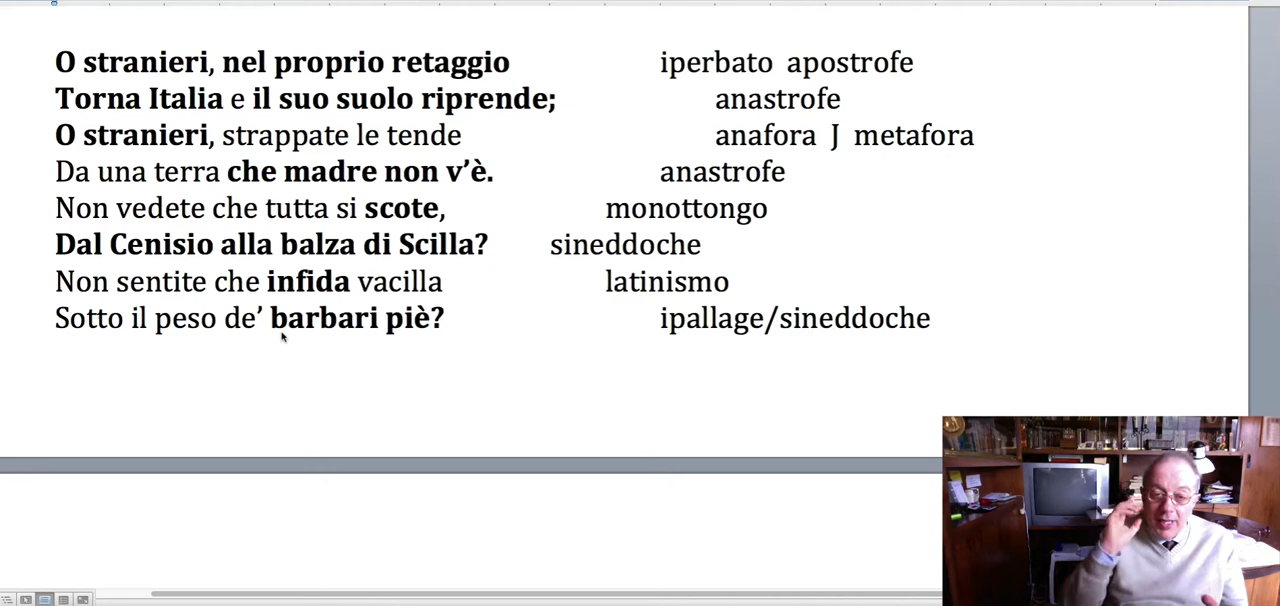 O stranieri, nel proprio retaggio iperbato apostrofe
Torna Italia e il suo suolo riprende; anastrofe
O stranieri, strappate le tende anafora J metafora
Da una terra che madre non v'è. anastrofe
Non vedete che tutta si scote, monottongo
Dal Cenisio alla balza di Scilla? sineddoche
Non sentite che infida vacilla latinismo
Sotto il peso de' barbari piè? ipallage/sineddoche